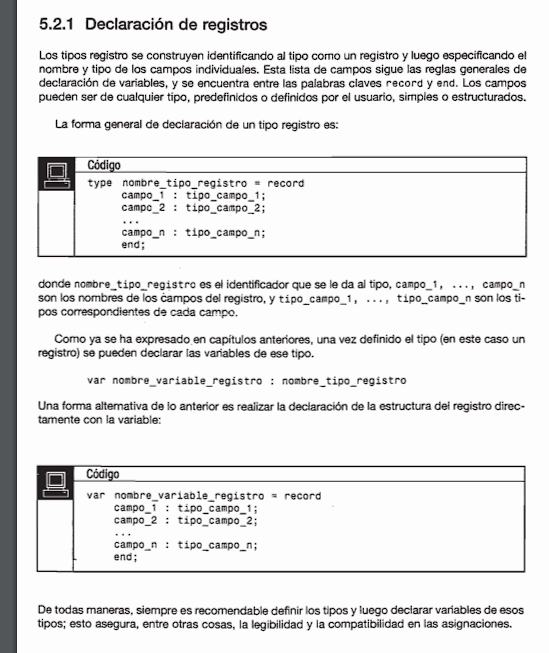 5.2.1 Declaración de registros
Los tipos registro se construyen identificando al tipo como un registro y luego especificando el
nombre y tipo de los campos individuales. Esta lista de campos sigue las reglas generales de
declaración de variables, y se encuentra entre las palabras claves record y end. Los campos
pueden ser de cualquier tipo, predefinidos o definidos por el usuario, simples o estructurados.
La forma general de declaración de un tipo registro es:
Código
type nombre_tipo_registro = record
campo_1 : tipo_campo_1;
campo_2 : tipo_campo_2;
...
campo_n : tipo_campo_n;
end;
donde nombre_tipo_registro es el identificador que se le da al tipo, campo_1, ..., campo_n
son los nombres de los campos del registro, y tipo_campo_1, ..., tipo_campo_n son los ti-
pos correspondientes de cada campo.
Como ya se ha expresado en capítulos anteriores, una vez definido el tipo (en este caso un
registro) se pueden declarar las variables de ese tipo.
var nombre_variable_registro : nombre_tipo_registro
Una forma alternativa de lo anterior es realizar la declaración de la estructura del registro direc-
tamente con la variable:
Código
var nombre_variable_registro = record
campo_1 : tipo_campo_1;
campo_2 : tipo_campo_2;
...
campo_n : tipo_campo_n;
end;
De todas maneras, siempre es recomendable definir los tipos y luego declarar variables de esos
tipos; esto asegura, entre otras cosas, la legibilidad y la compatibilidad en las asignaciones.